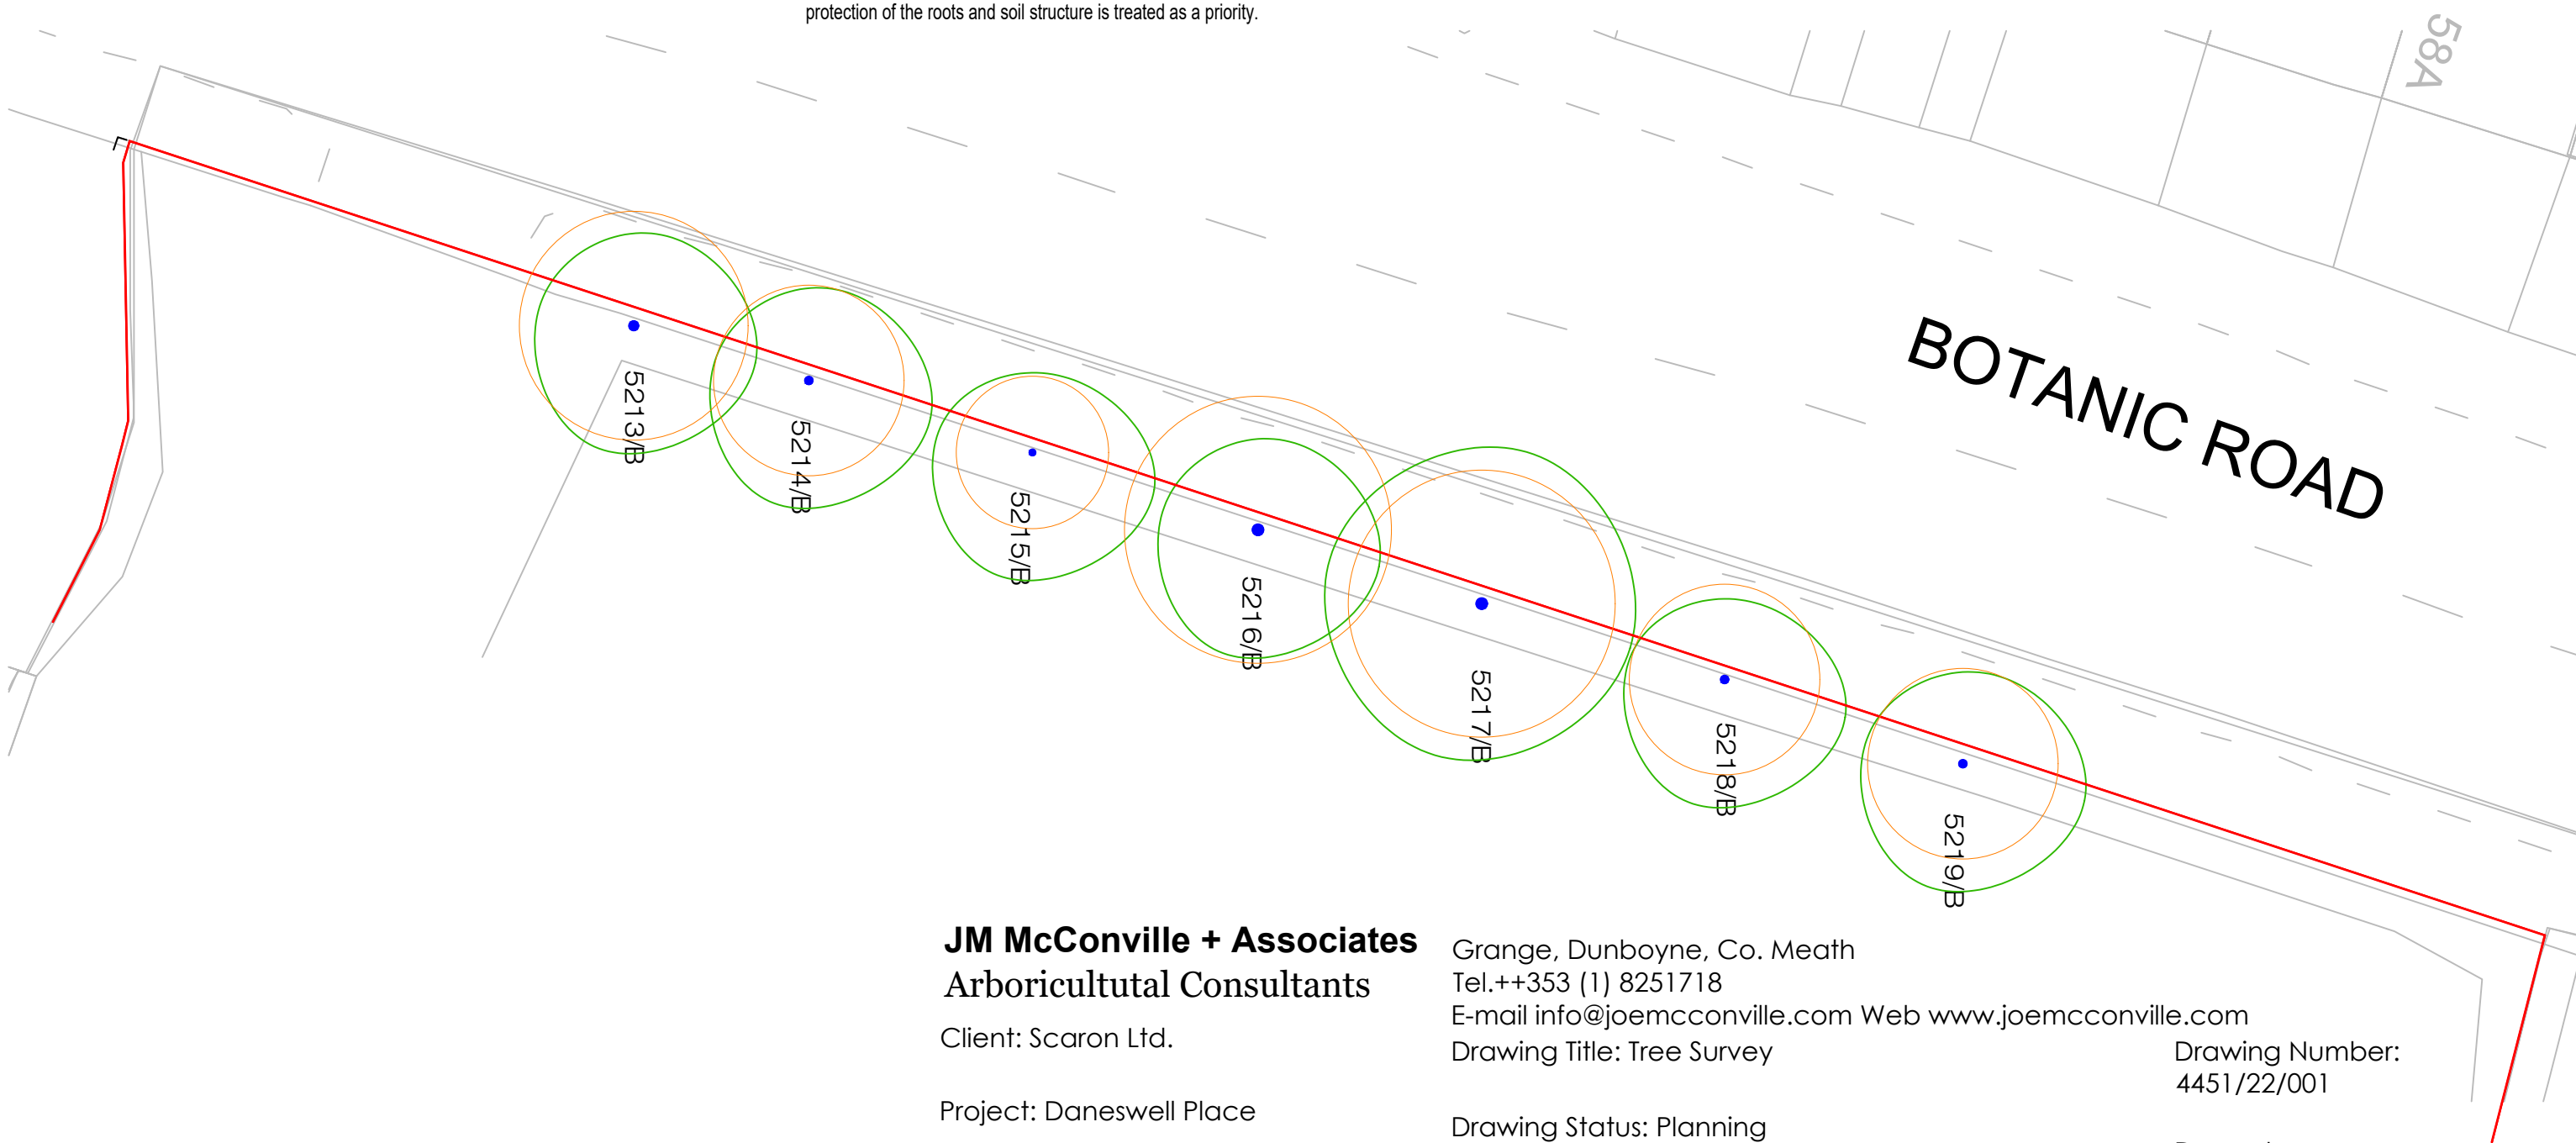 protection of the roots and soil structure is treated as a priority.
58A
BOTANIC ROAD
5213/B
5214/B
5215/B
5216/B
5217/B
5218/B
5219/B
JM McConville + Associates
Arboricultutal Consultants
Client: Scaron Ltd.
Project: Daneswell Place
Grange, Dunboyne, Co. Meath
Tel.++353 (1) 8251718
E-mail info@joemcconville.com Web www.joemcconville.com
Drawing Title: Tree Survey
Drawing Status: Planning
Drawing Number:
4451/22/001